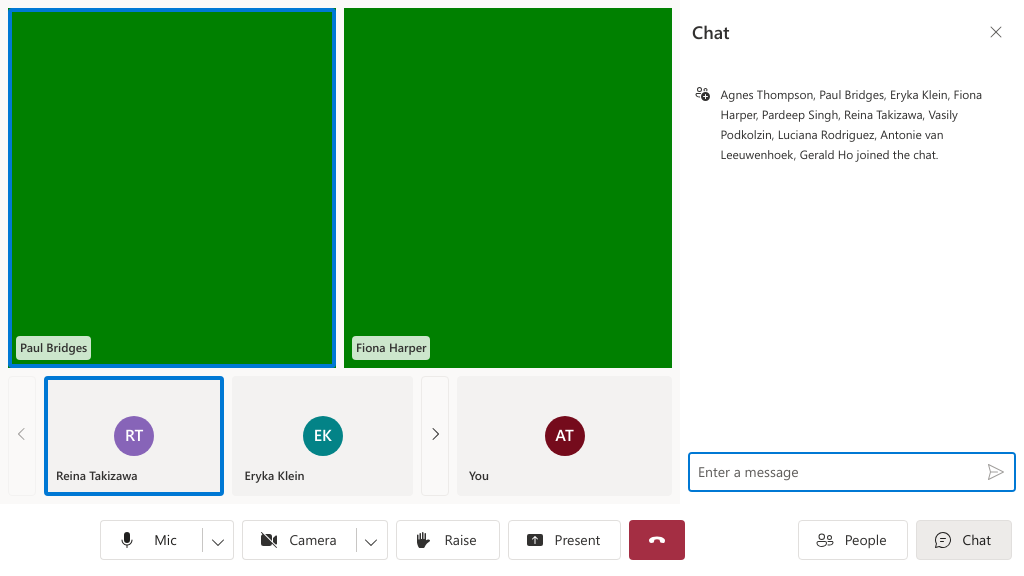 Paul Bridges
Fiona Harper
RT
Reina Takizawa
EK
Eryka Klein
AT
You
Chat
Agnes Thompson, Paul Bridges, Eryka Klein, Fiona
Harper, Pardeep Singh, Reina Takizawa, Vasily
Podkolzin, Luciana Rodriguez, Antonie van
Leeuwenhoek, Gerald Ho joined the chat.
Enter a message
Mic
Camera
Raise
Present
People
Chat